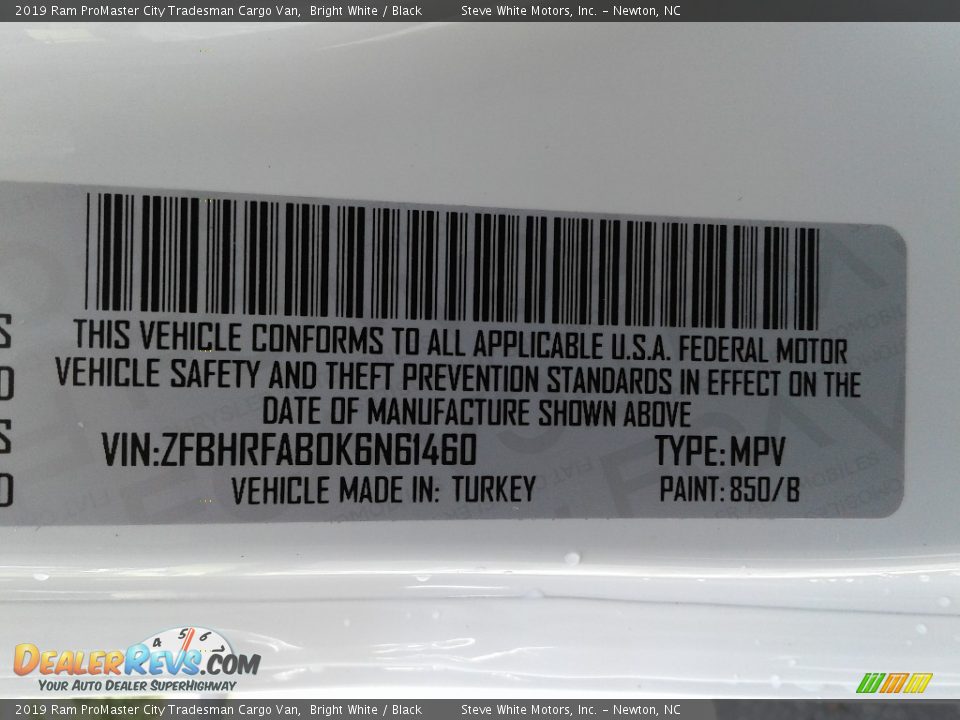 2019 Ram ProMaster City Tradesman Cargo Van, Bright White / Black Steve White Motors, Inc. – Newton, NC
THIS VEHICLE CONFORMS TO ALL APPLICABLE U.S.A. FEDERAL MOTOR
VEHICLE SAFETY AND THEFT PREVENTION STANDARDS IN EFFECT ON THE
DATE OF MANUFACTURE SHOWN ABOVE
VIN:ZFBHRFAB0K6N61460 TYPE:MPV
VEHICLE MADE IN: TURKEY PAINT:850/B
4 5 6
DEALERREVS.COM
YOUR AUTO DEALER SUPERHIGHWAY
2019 Ram ProMaster City Tradesman Cargo Van, Bright White / Black Steve White Motors, Inc. – Newton, NC